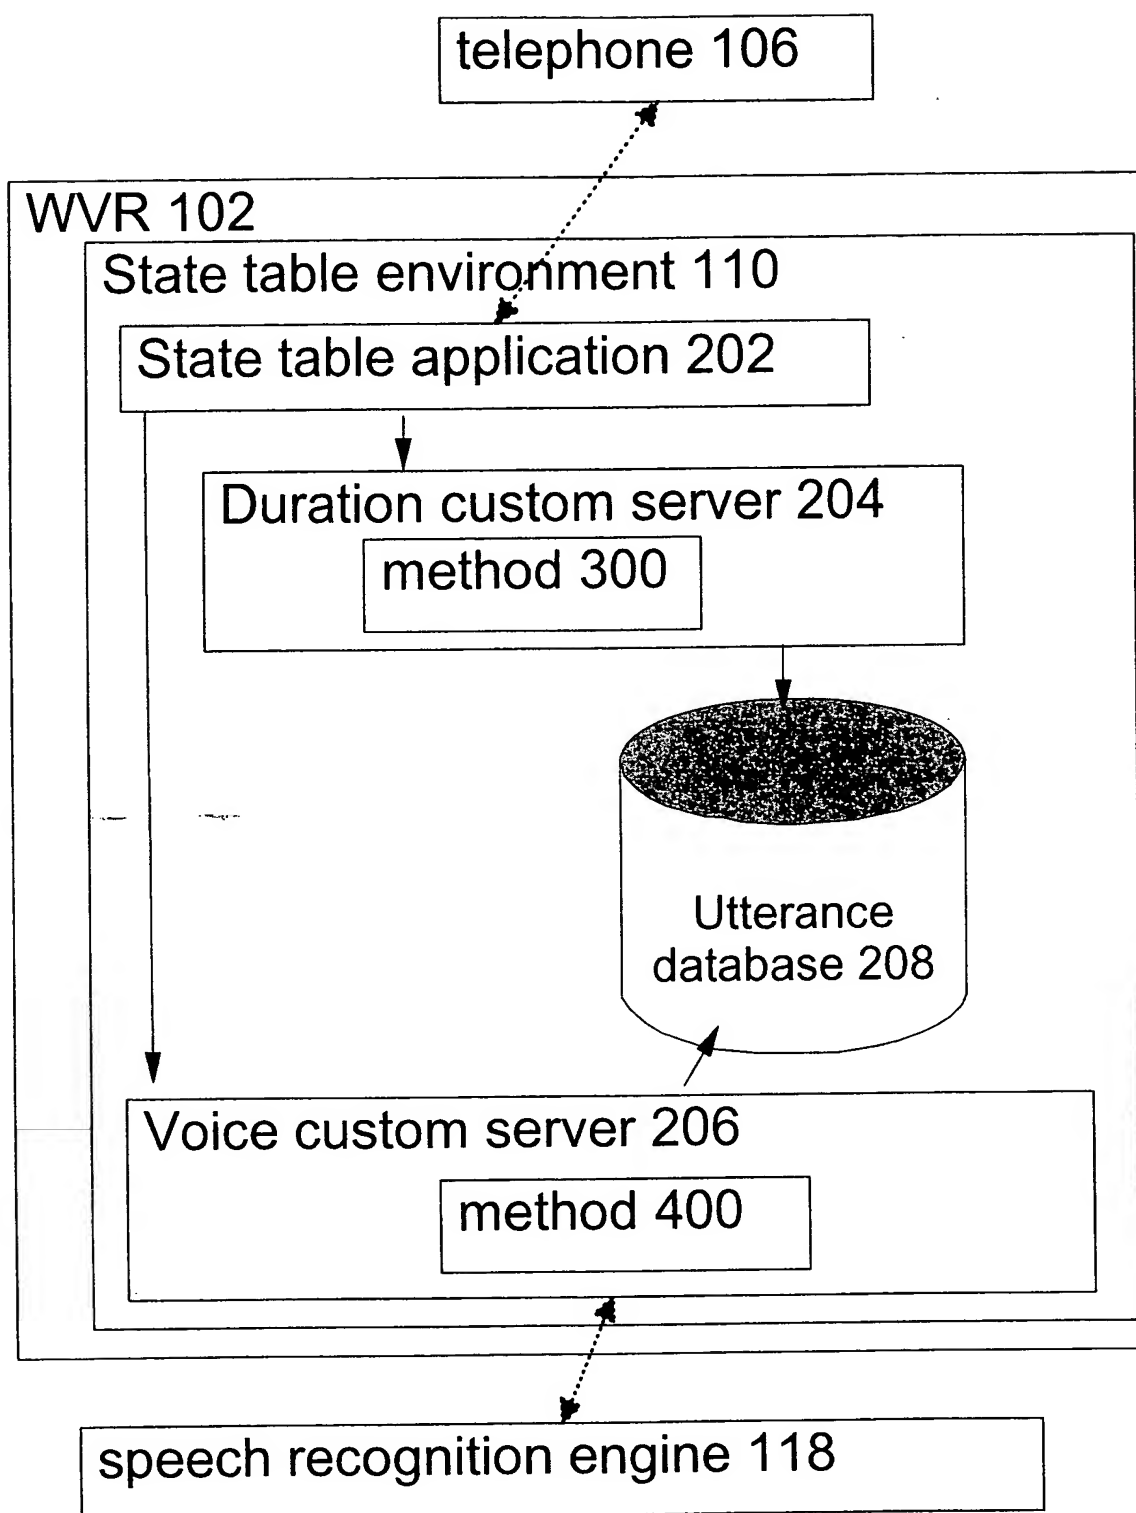 telephone 106
WVR 102
State table environment 110
State table application 202
Duration custom server 204
method 300
Utterance
database 208
Voice custom server 206
method 400
speech recognition engine 118